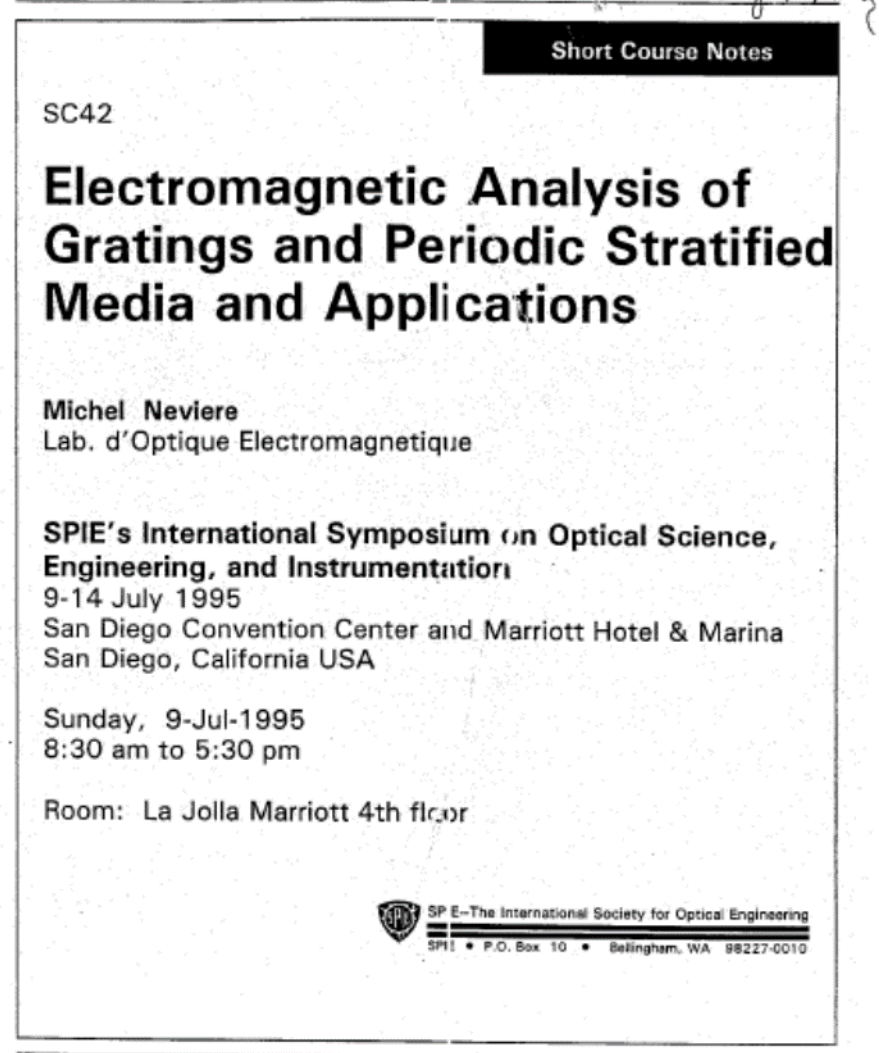 Short Course Notes
SC42
Electromagnetic Analysis of
Gratings and Periodic Stratified
Media and Applications
Michel Neviere
Lab. d'Optique Electromagnetique
SPIE's International Symposium on Optical Science,
Engineering, and Instrumentation
9-14 July 1995
San Diego Convention Center and Marriott Hotel & Marina
San Diego, California USA
Sunday, 9-Jul-1995
8:30 am to 5:30 pm
Room: La Jolla Marriott 4th floor
SPIE
SPIE–The International Society for Optical Engineering
SPIE • P.O. Box 10 • Bellingham, WA 98227-0010